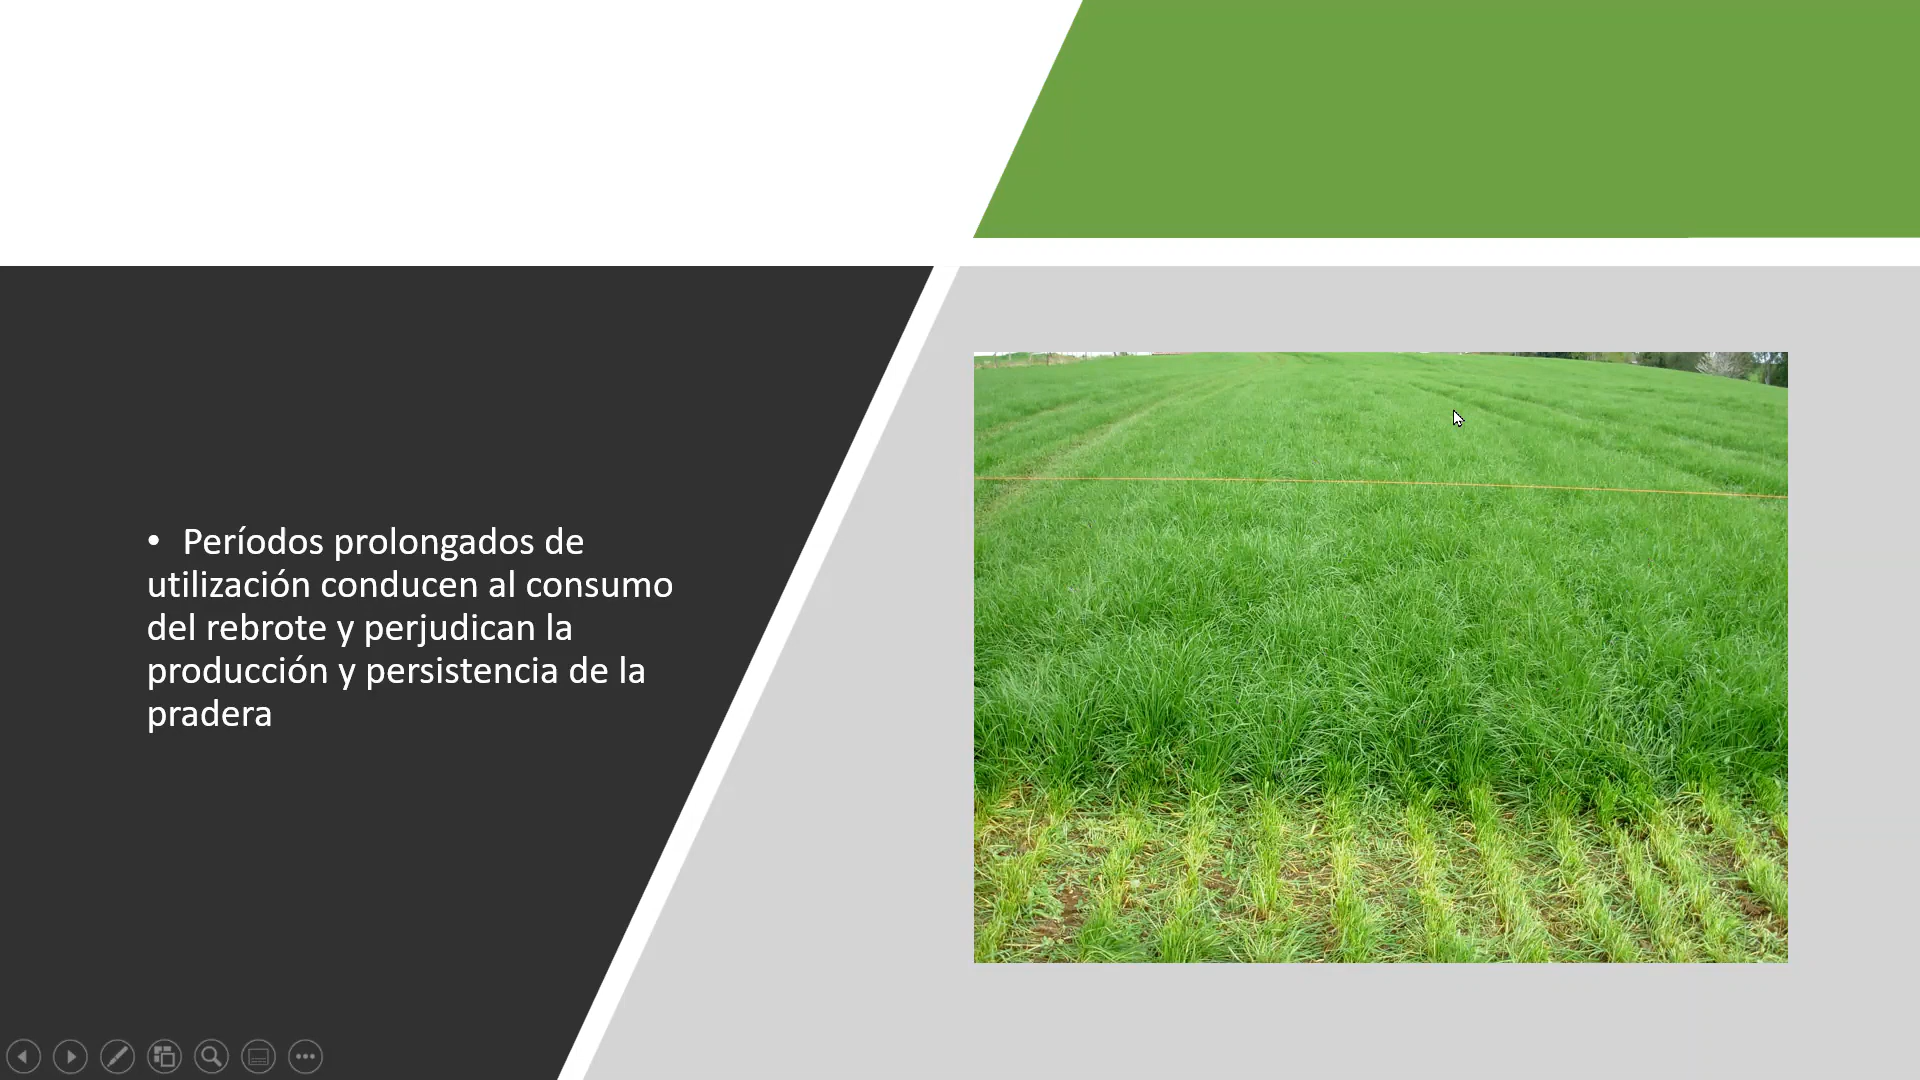 • Períodos prolongados de
utilización conducen al consumo
del rebrote y perjudican la
producción y persistencia de la
pradera